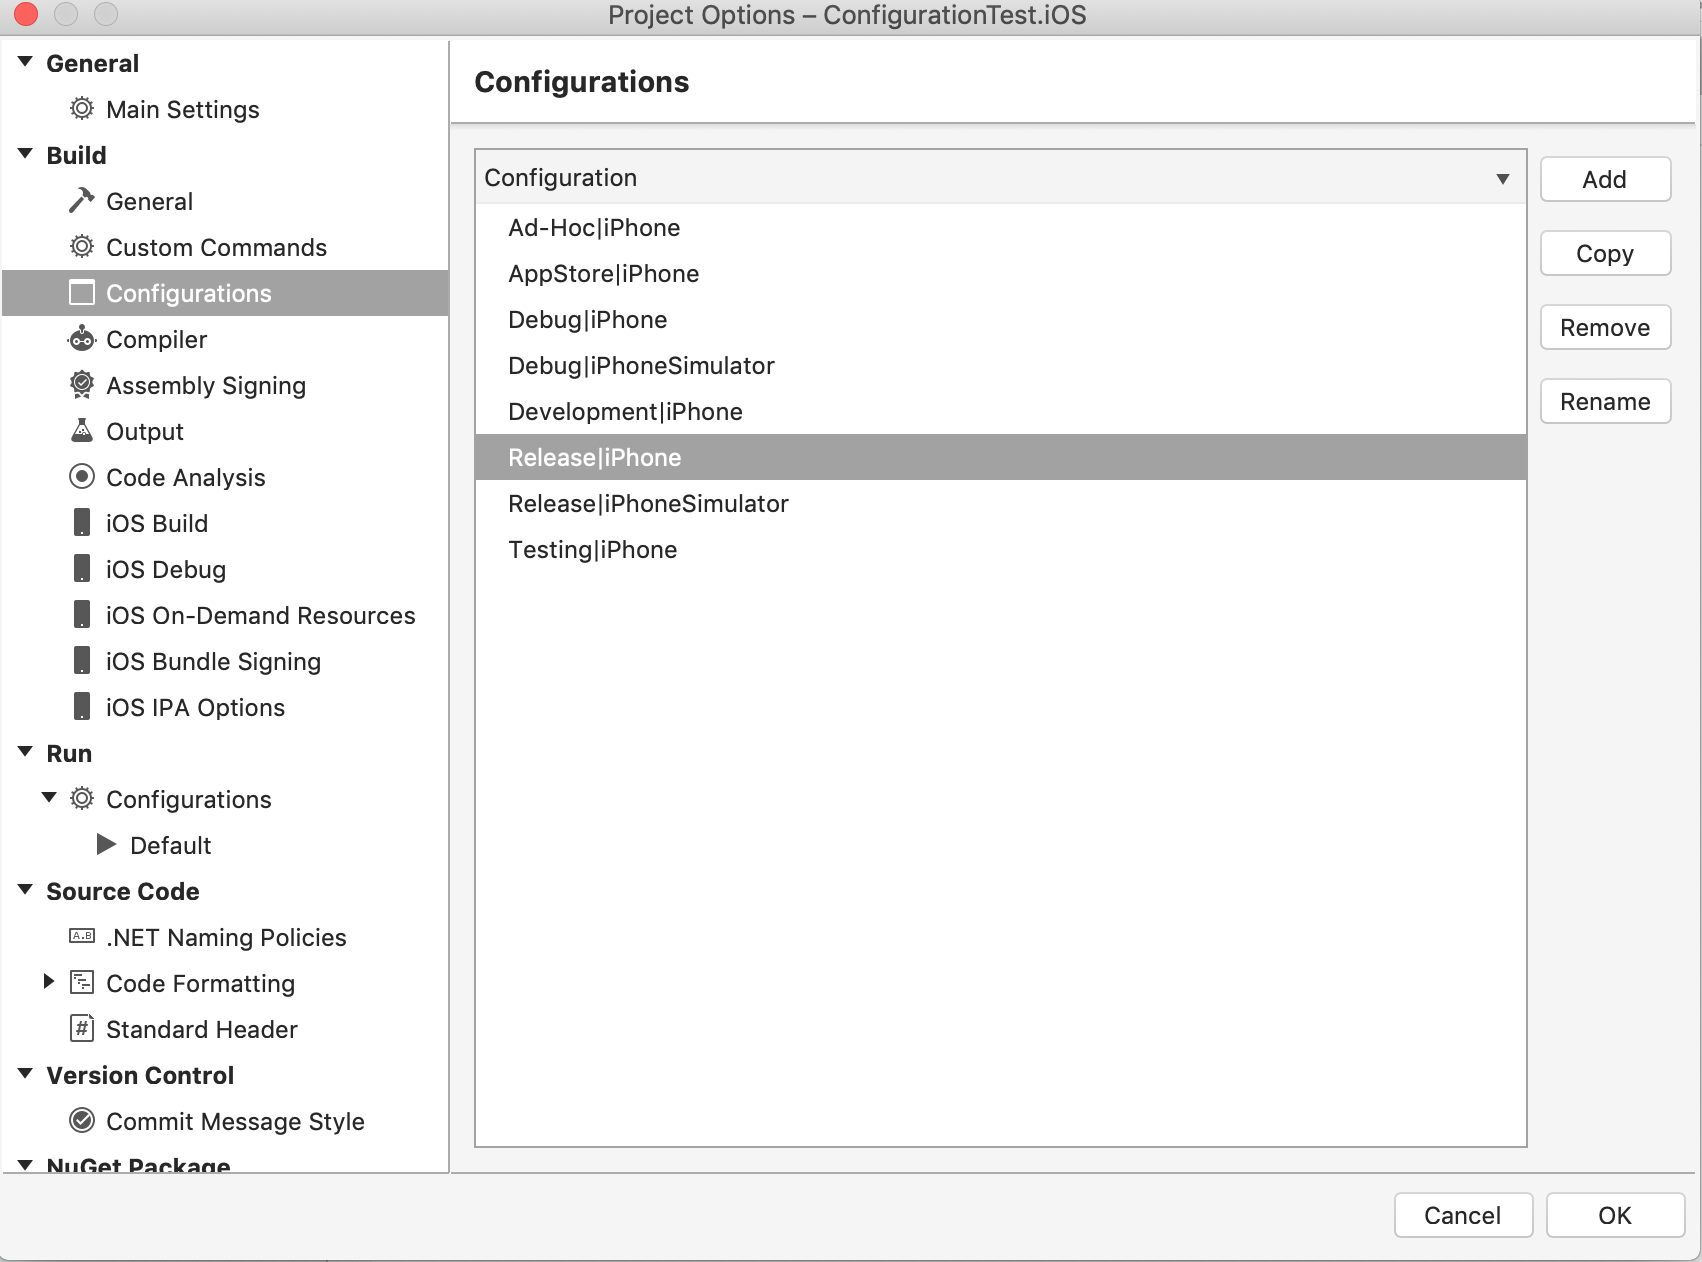 Project Options – ConfigurationTest.iOS
General
Main Settings
Build
General
Custom Commands
Configurations
Compiler
Assembly Signing
Output
Code Analysis
iOS Build
iOS Debug
iOS On-Demand Resources
iOS Bundle Signing
iOS IPA Options
Run
Configurations
Default
Source Code
A.B .NET Naming Policies
Code Formatting
# Standard Header
Version Control
Commit Message Style
NuGet Package
Configurations
Configuration
Ad-Hoc|iPhone
AppStore|iPhone
Debug|iPhone
Debug|iPhoneSimulator
Development|iPhone
Release|iPhone
Release|iPhoneSimulator
Testing|iPhone
Add
Copy
Remove
Rename
Cancel
OK